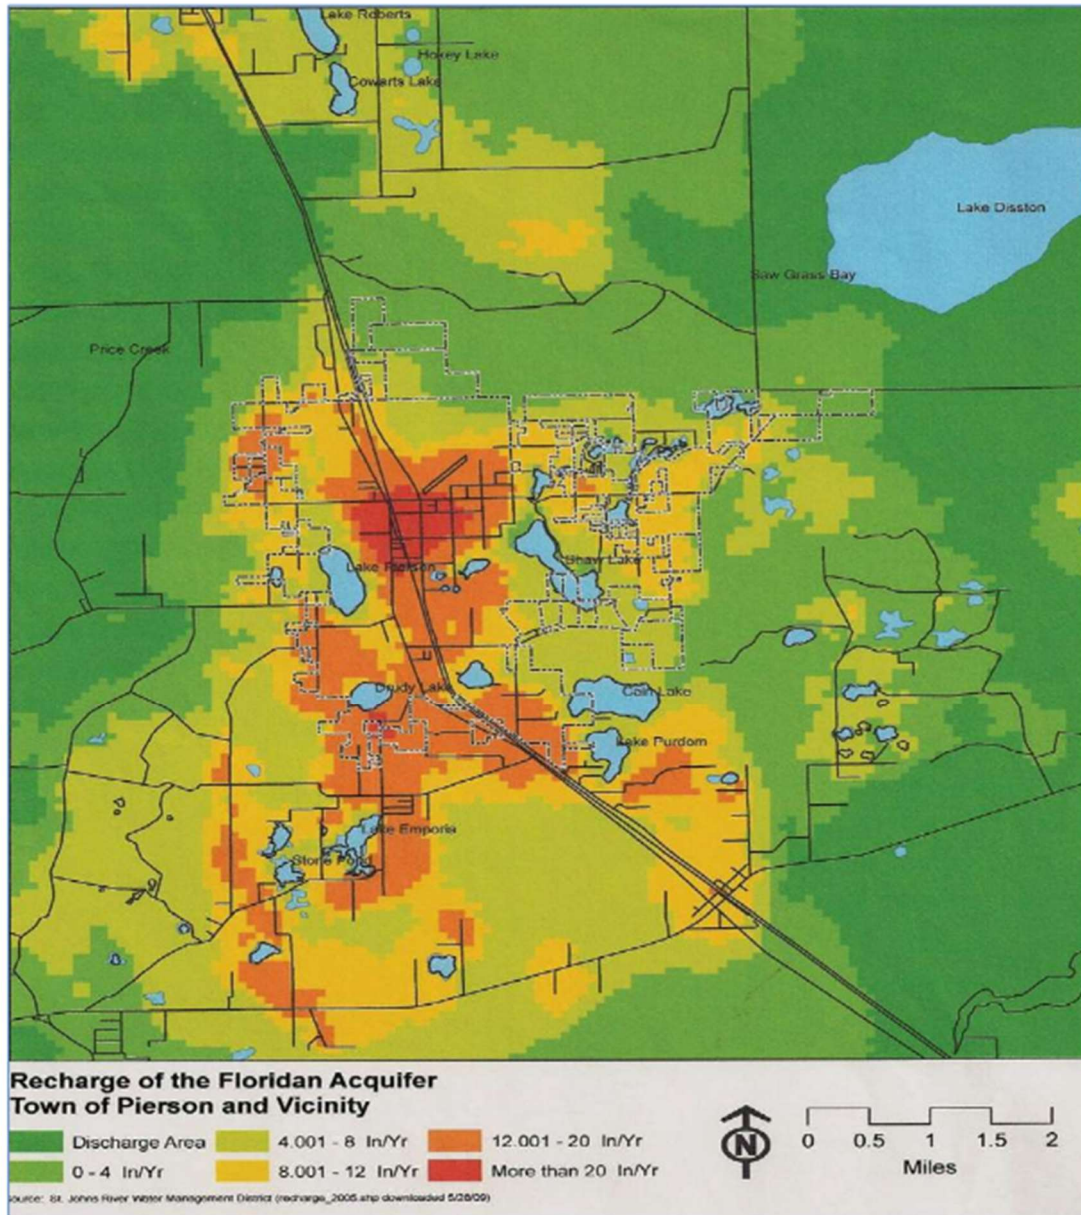 Lake Roberts
Hokey Lake
Cowarts Lake
Lake Disston
Saw Grass Bay
Price Creek
Lake Pierson
Shaw Lake
Drudy Lake
Cain Lake
Lake Purdom
Lake Emporia
Stone Pond
Recharge of the Floridan Acquifer
Town of Pierson and Vicinity
Discharge Area
0 - 4 In/Yr
4.001 - 8 In/Yr
8.001 - 12 In/Yr
12.001 - 20 In/Yr
More than 20 In/Yr
N
0 0.5 1 1.5 2
Miles
Source: St. Johns River Water Management District (recharge_2005.shp downloaded 5/28/09)